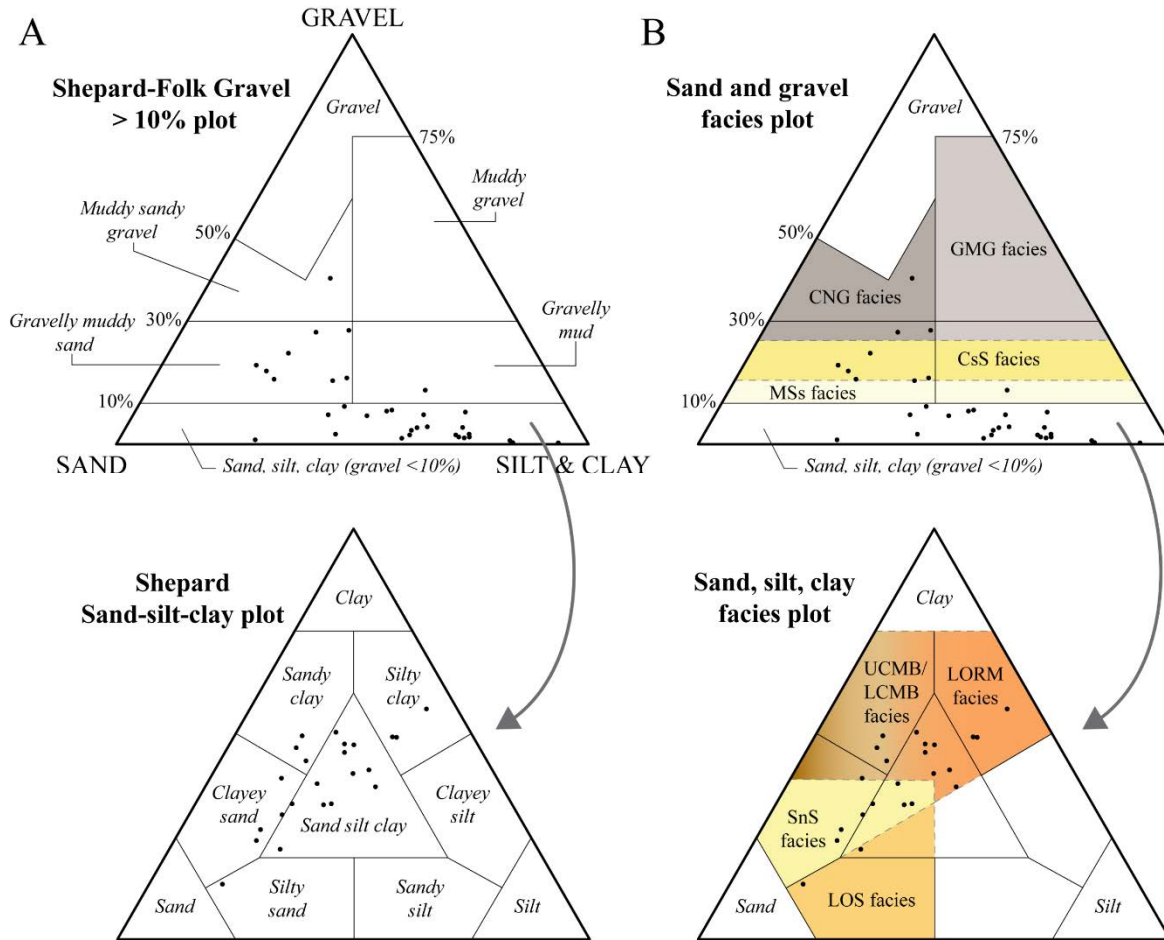 A
GRAVEL
Shepard-Folk Gravel
> 10% plot
Gravel
75%
Muddy
gravel
Muddy sandy
gravel
50%
Gravelly muddy
sand
30%
Gravelly
mud
10%
SAND
Sand, silt, clay (gravel <10%)
SILT & CLAY
B
Sand and gravel
facies plot
Gravel
75%
50%
GMG facies
CNG facies
30%
CsS facies
MSs facies
10%
Sand, silt, clay (gravel <10%)
Shepard
Sand-silt-clay plot
Clay
Sandy
clay
Silty
clay
Clayey
sand
Clayey
silt
Sand silt clay
Sand
Silty
sand
Sandy
silt
Silt
Sand, silt, clay
facies plot
Clay
UCMB/
LCMB
facies
LORM
facies
SnS
facies
LOS facies
Sand
Silt